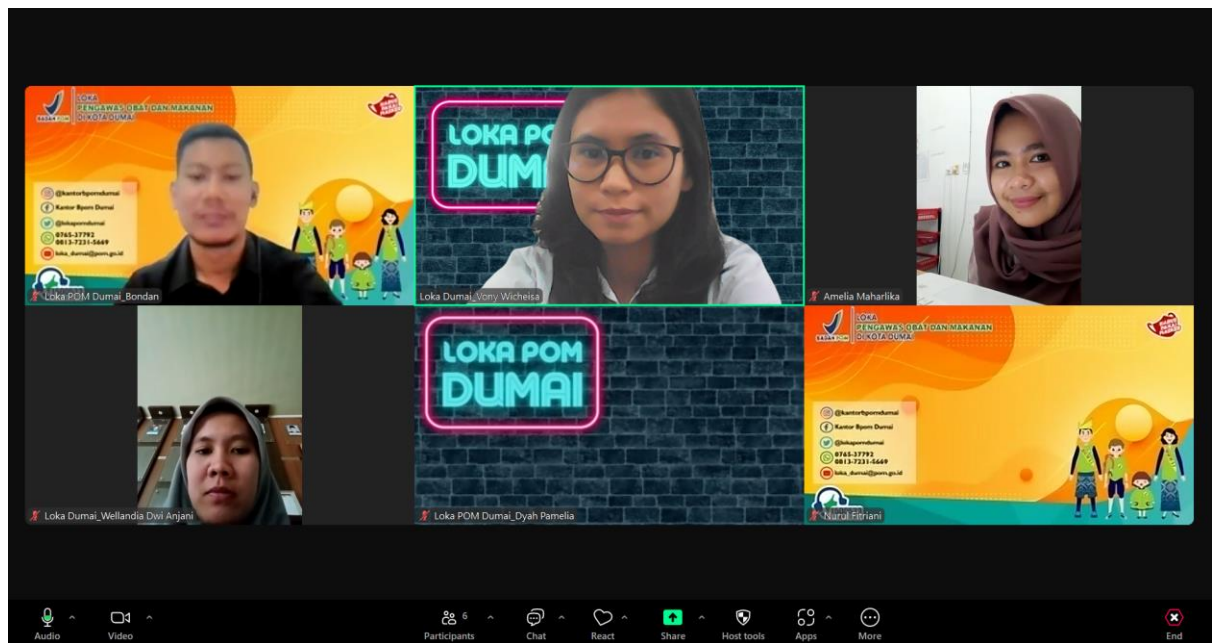 BADAN POM
LOKA
PENGAWAS OBAT DAN MAKANAN
DI KOTA DUMAI
@kantorbpomdumai
Kantor Bpom Dumai
@lokapomdumai
0765-37792
0813-7231-5669
loka_dumai@pom.go.id
Loka POM Dumai_Bondan
LOKA PO
DUM
Loka Dumai_Vony Wicheisa
Amelia Maharlika
Loka Dumai_Wellandia Dwi Anjani
LOKA POM
DUMAI
Loka POM Dumai_Dyah Pamelia
BADAN POM
LOKA
PENGAWAS OBAT DAN MAKANAN
DI KOTA DUMAI
@kantorbpomdumai
Kantor Bpom Dumai
@lokapomdumai
0765-37792
0813-7231-5669
loka_dumai@pom.go.id
Nurul Fitriani
Audio
Video
6
Participants
Chat
React
Share
Host tools
Apps
More
End